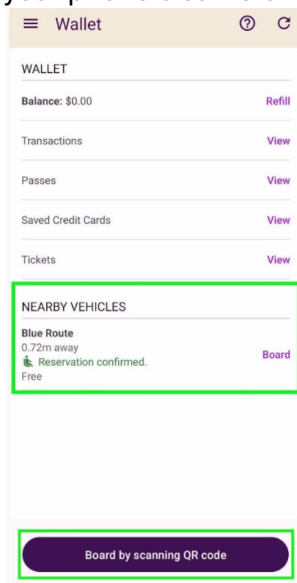 Wallet
WALLET
Balance: $0.00 Refill
Transactions View
Passes View
Saved Credit Cards View
Tickets View
NEARBY VEHICLES
Blue Route
0.72m away
Reservation confirmed. Board
Free
Board by scanning QR code